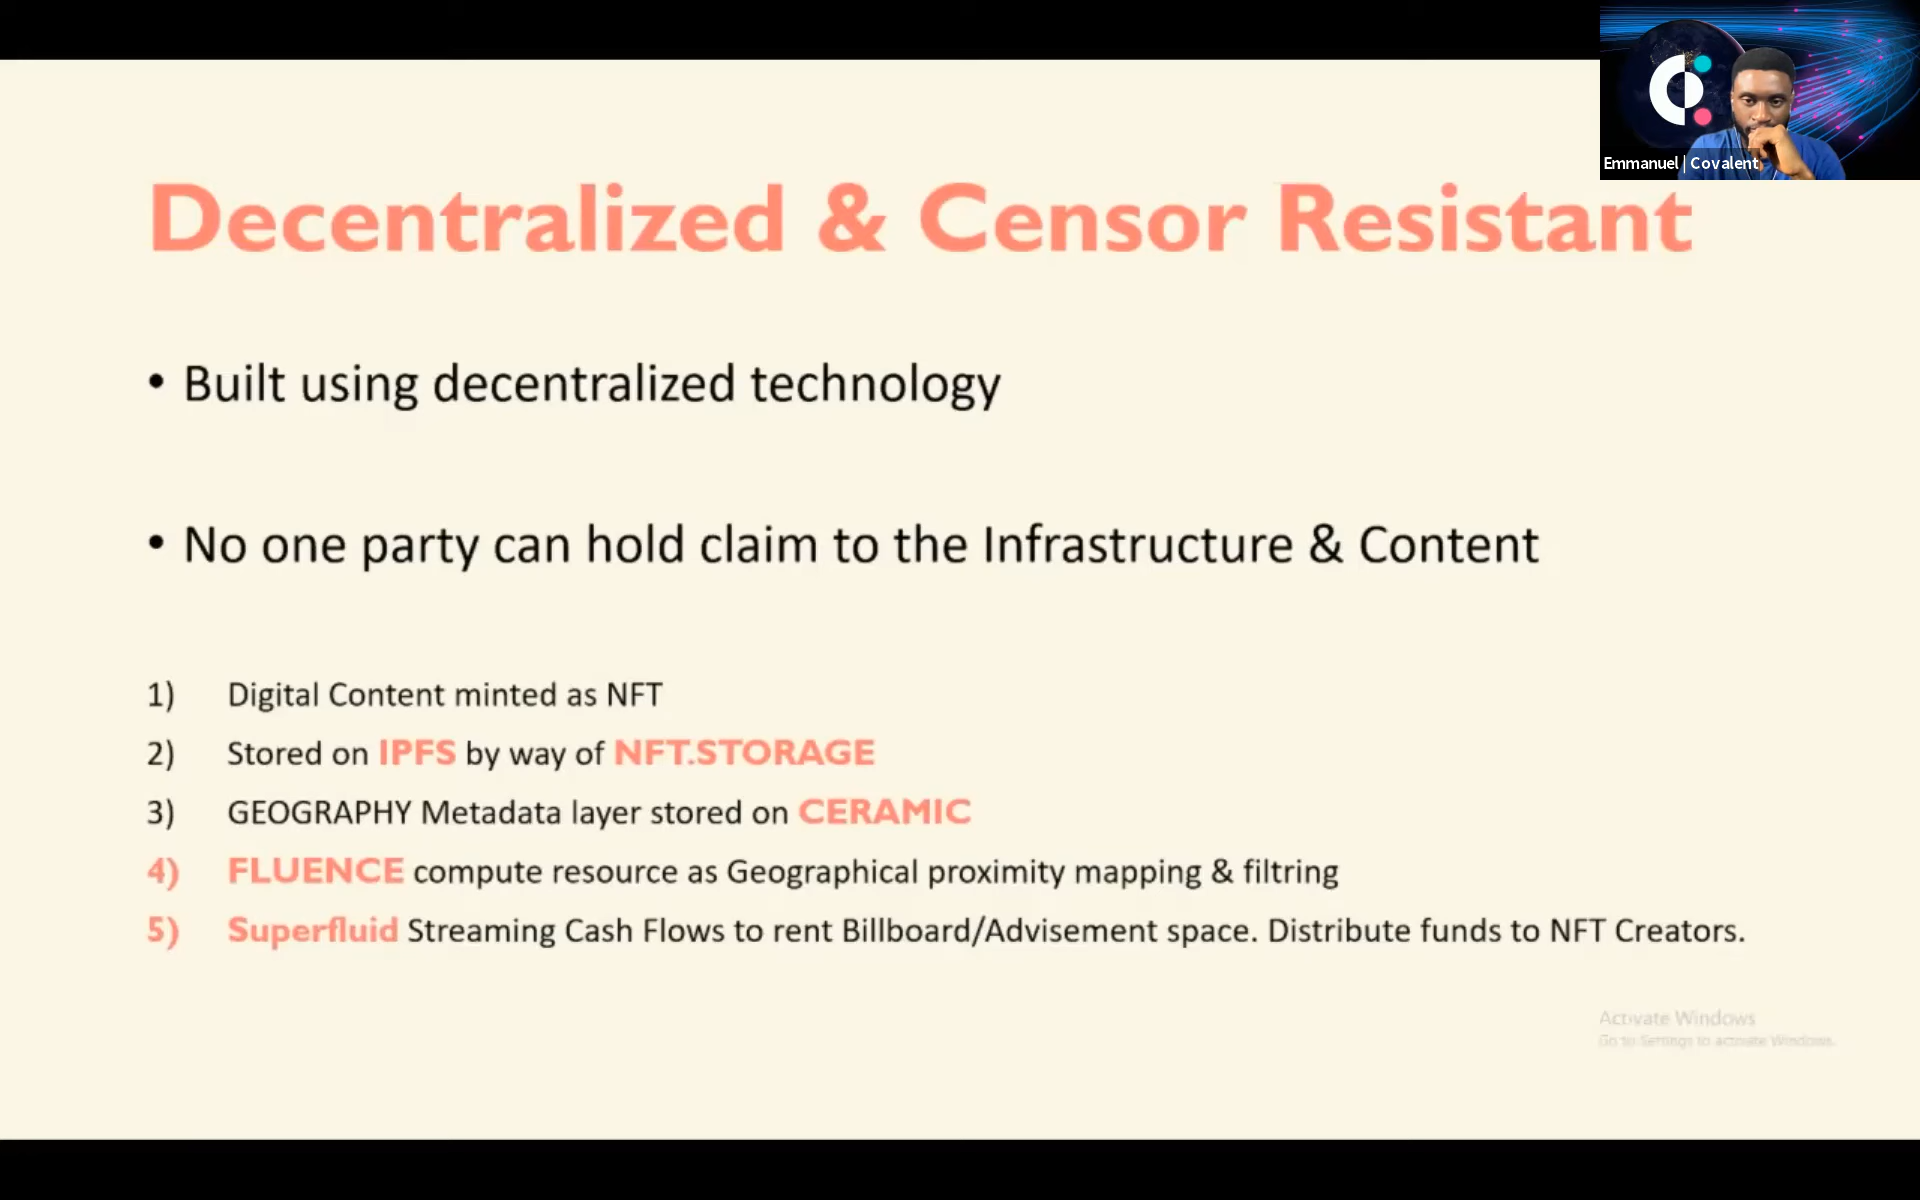 Emmanuel | Covalent
Decentralized & Censor Resistant
• Built using decentralized technology
• No one party can hold claim to the Infrastructure & Content
1) Digital Content minted as NFT
2) Stored on IPFS by way of NFT.STORAGE
3) GEOGRAPHY Metadata layer stored on CERAMIC
4) FLUENCE compute resource as Geographical proximity mapping & filtring
5) Superfluid Streaming Cash Flows to rent Billboard/Advisement space. Distribute funds to NFT Creators.
Activate Windows
Go to Settings to activate Windows.